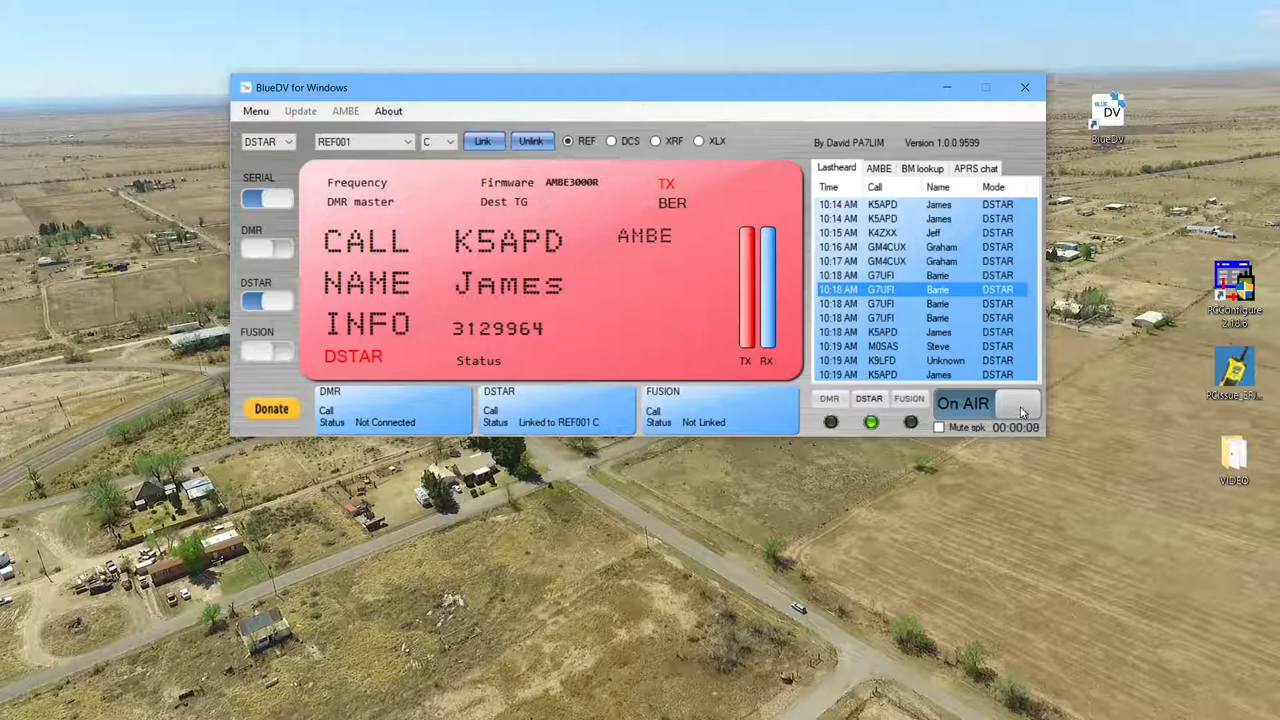 BlueDV for Windows
Menu Update AMBE About
DSTAR REF001 C Link Unlink REF DCS XRF XLX By David PA7LIM Version 1.0.0.9599
SERIAL
DMR
DSTAR
FUSION
Donate
Frequency Firmware AMBE3000R TX
DMR master Dest TG BER
CALL K5APD AMBE
NAME James
INFO 3129964
DSTAR Status TX RX
Lastheard AMBE BM lookup APRS chat
Time Call Name Mode
10:14 AM K5APD James DSTAR
10:14 AM K5APD James DSTAR
10:15 AM K4ZXX Jeff DSTAR
10:16 AM GM4CUX Graham DSTAR
10:17 AM GM4CUX Graham DSTAR
10:18 AM G7UFI Barrie DSTAR
10:18 AM G7UFI Barrie DSTAR
10:18 AM G7UFI Barrie DSTAR
10:18 AM G7UFI Barrie DSTAR
10:18 AM K5APD James DSTAR
10:19 AM M0SAS Steve DSTAR
10:19 AM K9LFD Unknown DSTAR
10:19 AM K5APD James DSTAR
DMR
Call
Status Not Connected
DSTAR
Call
Status Linked to REF001 C
FUSION
Call
Status Not Linked
DMR DSTAR FUSION On AIR
Mute spk 00:00:08
BLUE
DV
BlueDV
PCConfigure
2.18.6
PCIssue_ERJ...
VIDEO